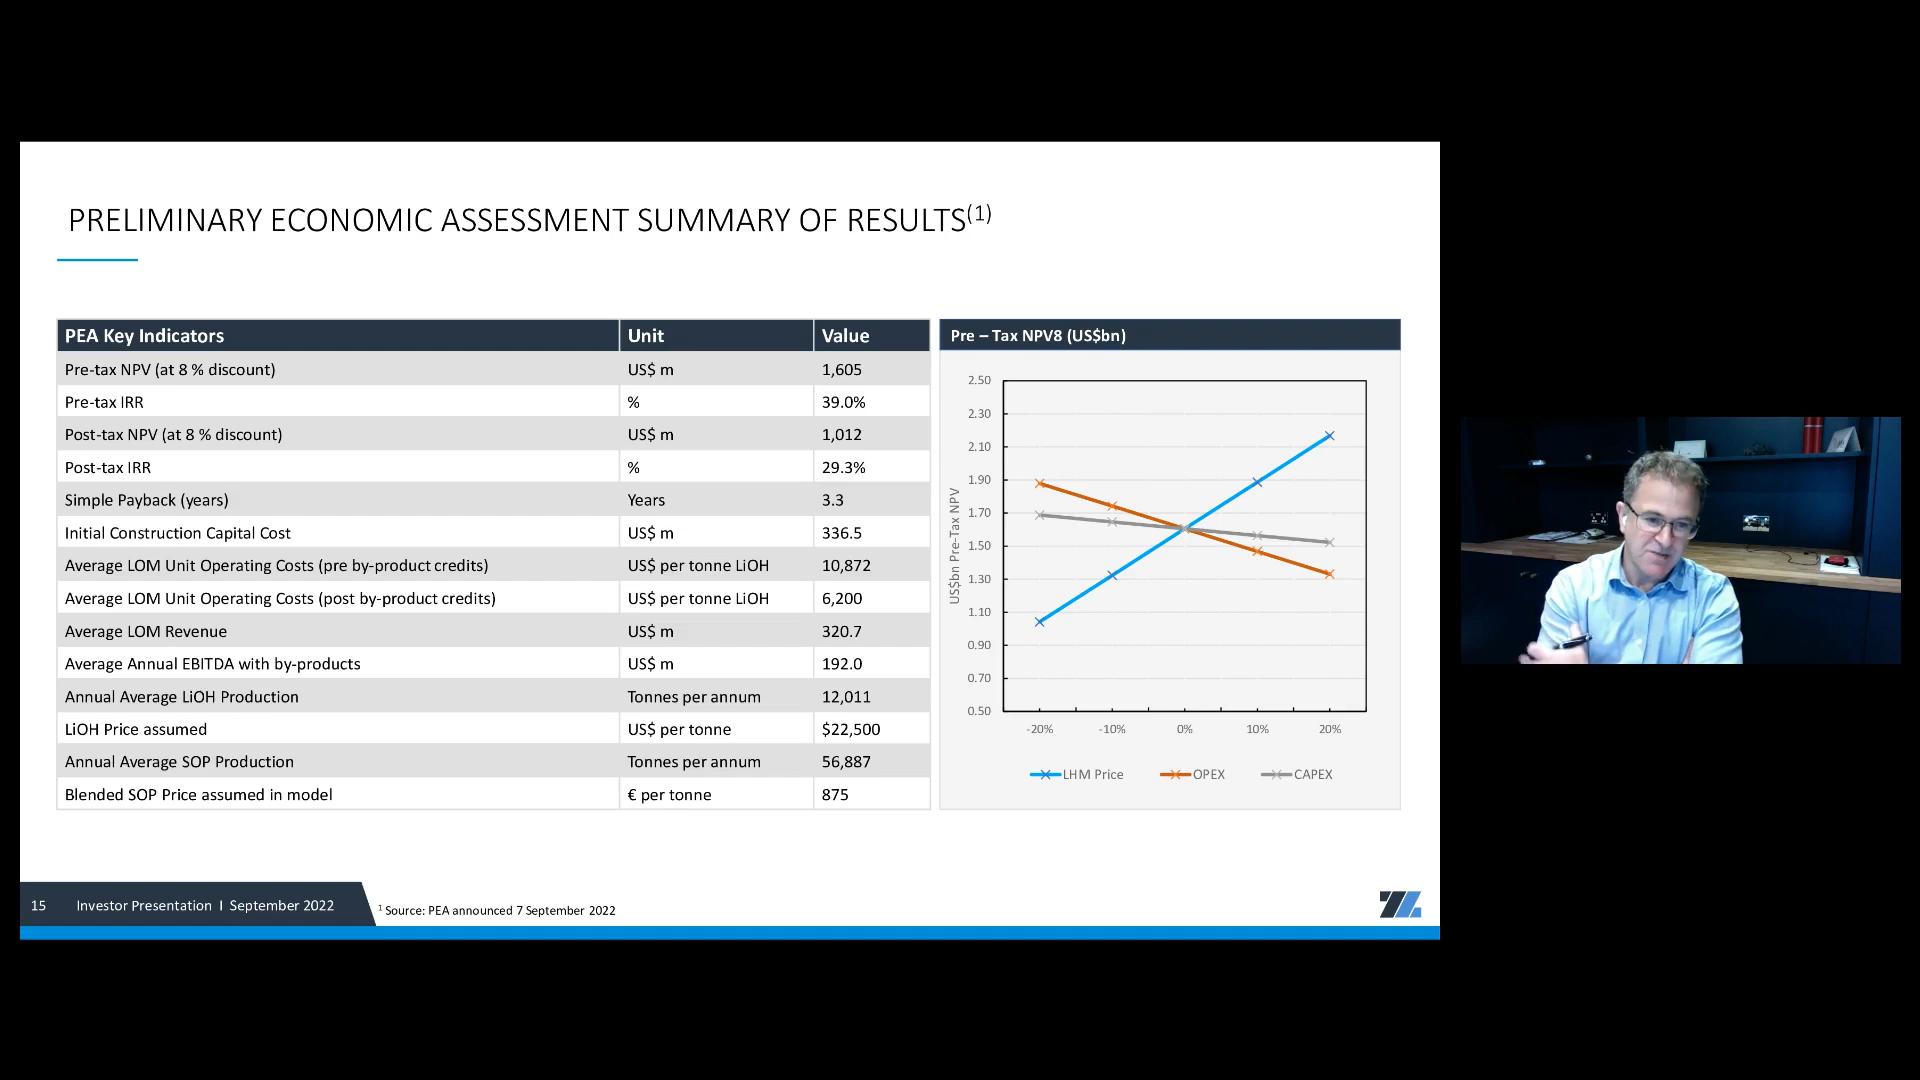 PRELIMINARY ECONOMIC ASSESSMENT SUMMARY OF RESULTS(1)
PEA Key Indicators Unit Value
Pre-tax NPV (at 8 % discount) US$ m 1,605
Pre-tax IRR % 39.0%
Post-tax NPV (at 8 % discount) US$ m 1,012
Post-tax IRR % 29.3%
Simple Payback (years) Years 3.3
Initial Construction Capital Cost US$ m 336.5
Average LOM Unit Operating Costs (pre by-product credits) US$ per tonne LiOH 10,872
Average LOM Unit Operating Costs (post by-product credits) US$ per tonne LiOH 6,200
Average LOM Revenue US$ m 320.7
Average Annual EBITDA with by-products US$ m 192.0
Annual Average LiOH Production Tonnes per annum 12,011
LiOH Price assumed US$ per tonne $22,500
Annual Average SOP Production Tonnes per annum 56,887
Blended SOP Price assumed in model € per tonne 875
Pre – Tax NPV8 (US$bn)
US$bn Pre-Tax NPV
2.50
2.30
2.10
1.90
1.70
1.50
1.30
1.10
0.90
0.70
0.50
-20% -10% 0% 10% 20%
LHM Price OPEX CAPEX
15 Investor Presentation I September 2022
1 Source: PEA announced 7 September 2022